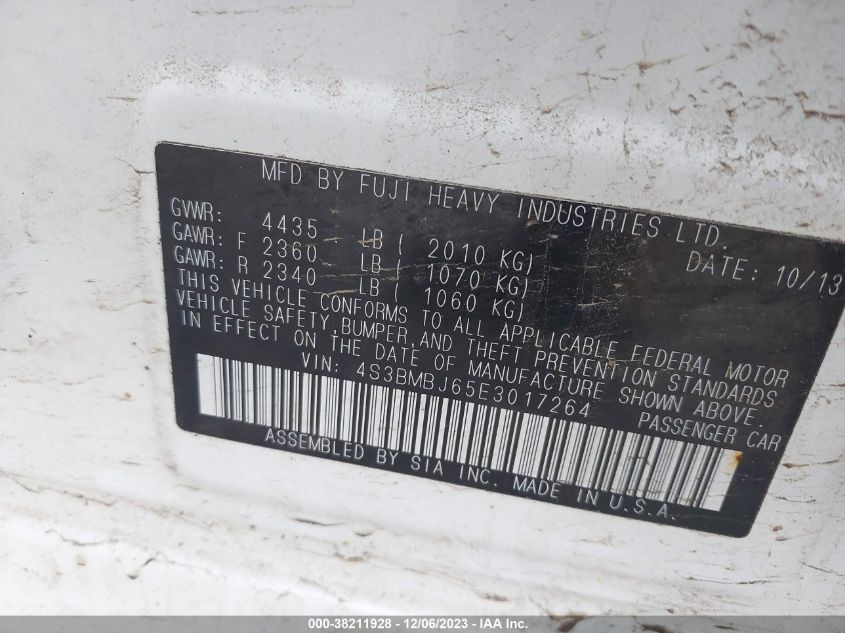 MFD BY FUJI HEAVY INDUSTRIES LTD.
DATE: 10/13
GVWR: 4435 LB ( 2010 KG)
GAWR: F 2360 LB ( 1070 KG)
GAWR: R 2340 LB ( 1060 KG)
THIS VEHICLE CONFORMS TO ALL APPLICABLE FEDERAL MOTOR
VEHICLE SAFETY,BUMPER,AND THEFT PREVENTION STANDARDS
IN EFFECT ON THE DATE OF MANUFACTURE SHOWN ABOVE.
VIN: 4S3BMBJ65E3017264 PASSENGER CAR
ASSEMBLED BY SIA INC. MADE IN U.S.A.
000-38211928 - 12/06/2023 - IAA Inc.